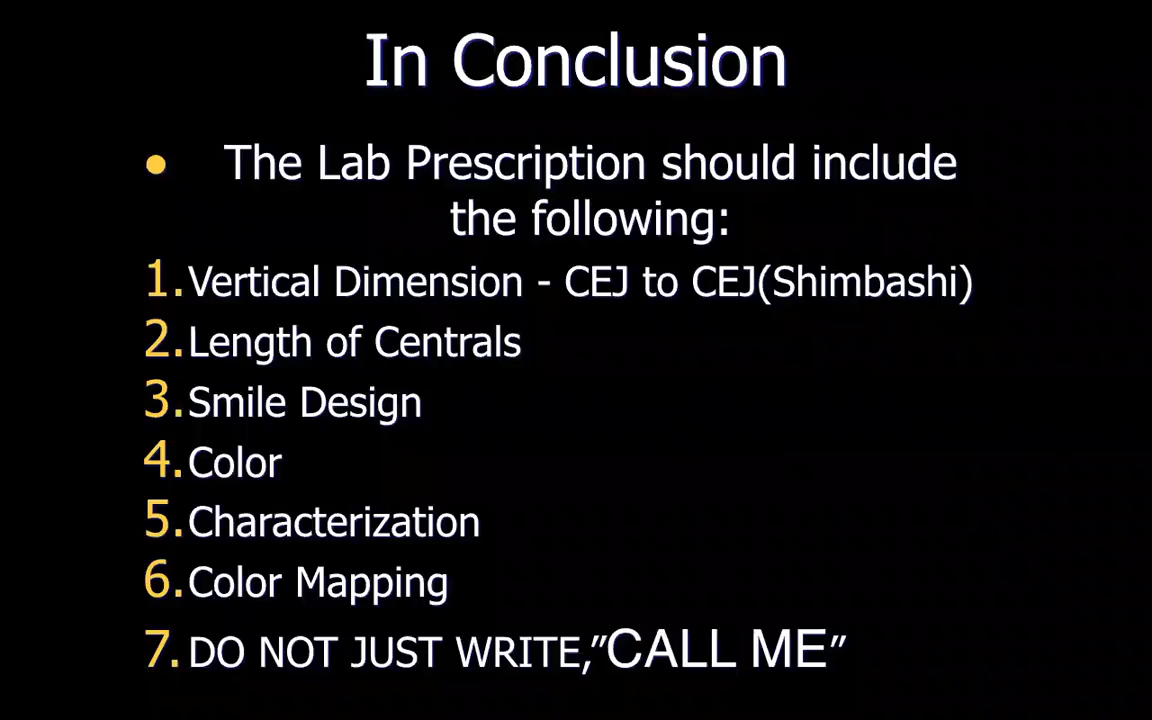 In Conclusion
• The Lab Prescription should include
the following:
1. Vertical Dimension - CEJ to CEJ(Shimbashi)
2. Length of Centrals
3. Smile Design
4. Color
5. Characterization
6. Color Mapping
7. DO NOT JUST WRITE,”CALL ME”